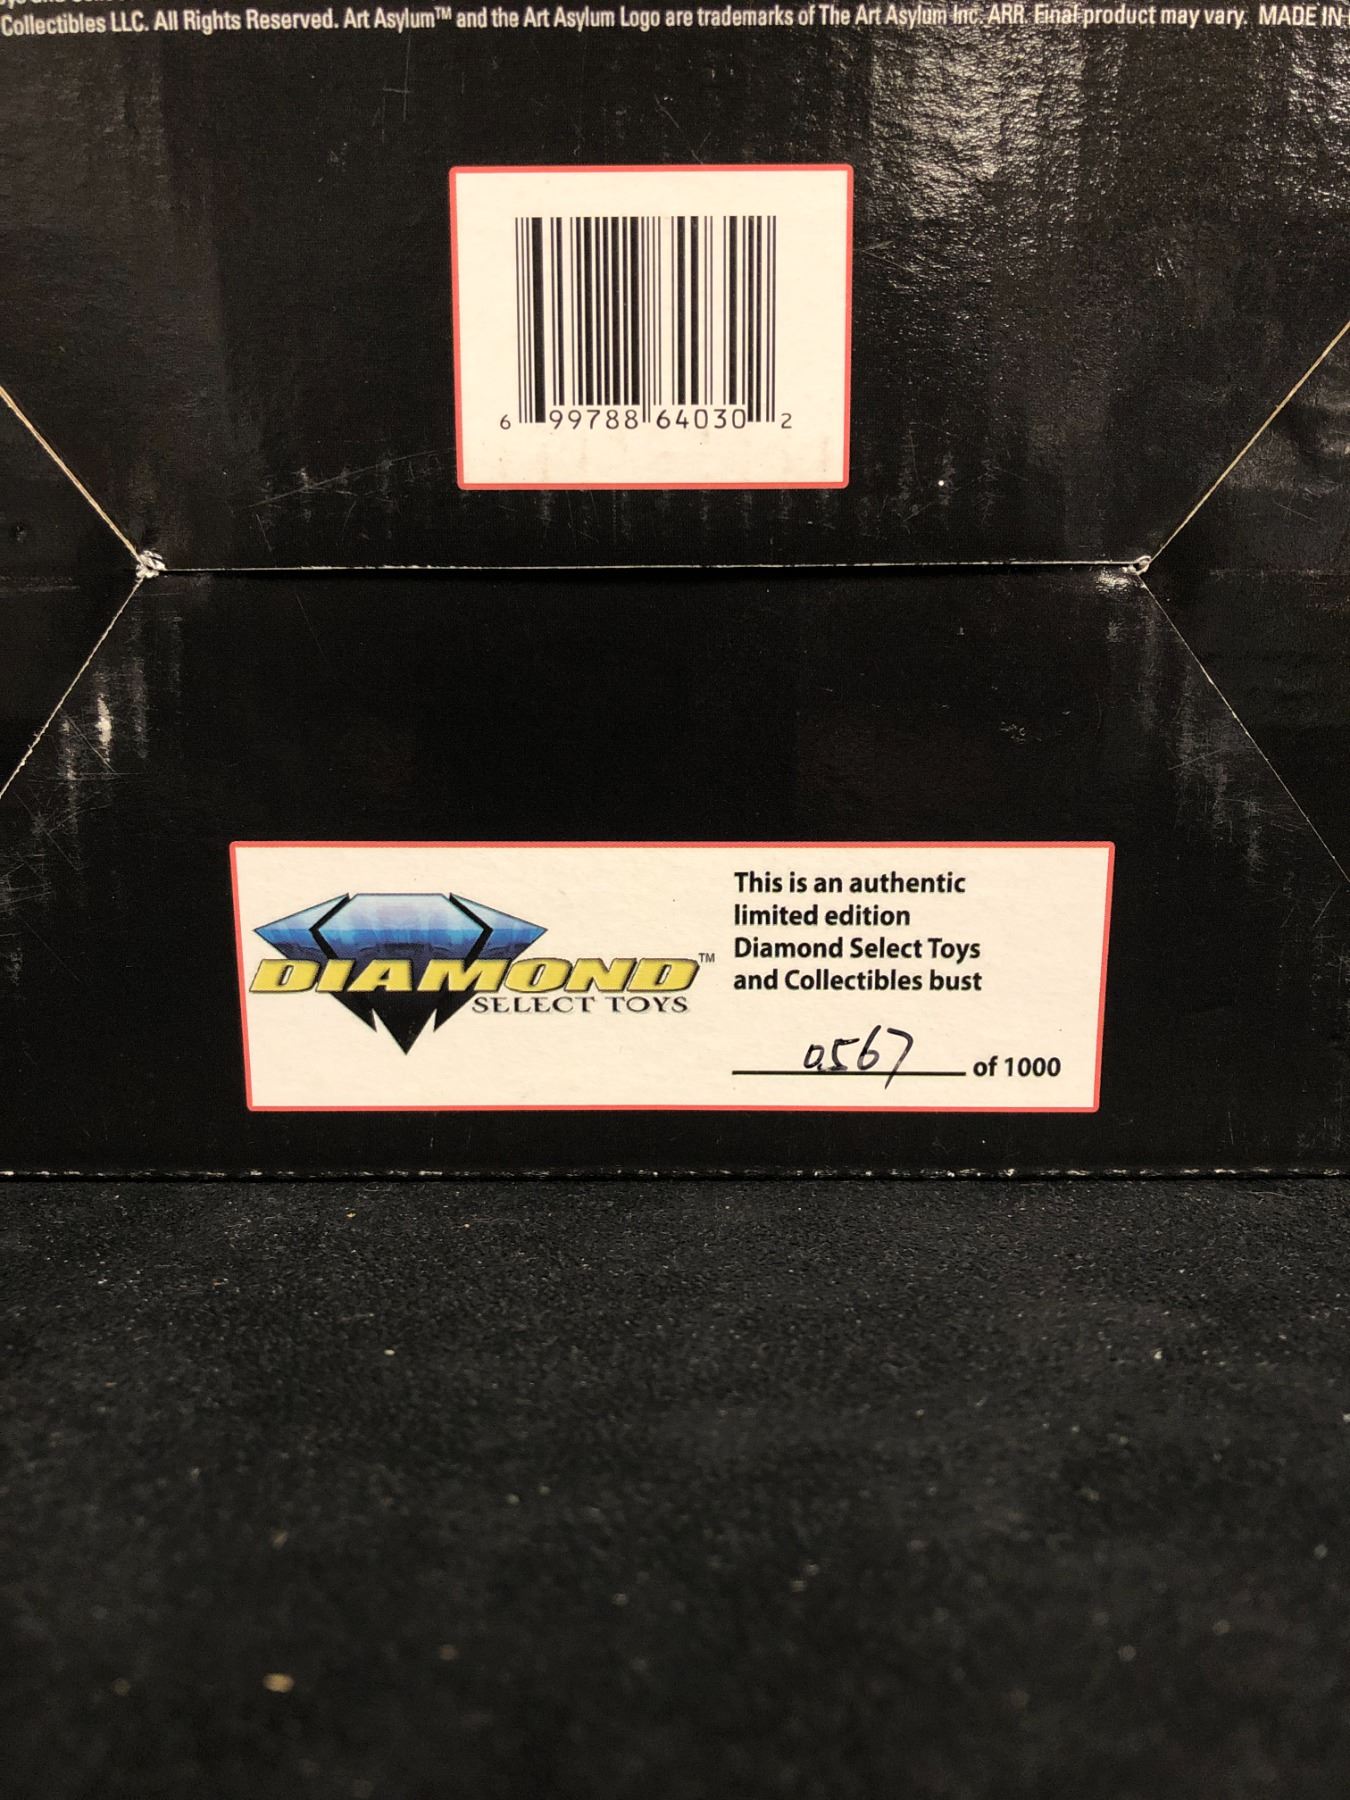 Collectibles LLC. All Rights Reserved. Art Asylum™ and the Art Asylum Logo are trademarks of The Art Asylum Inc. ARR. Final product may vary. MADE IN
6 99788 64030 2
DIAMOND™
SELECT TOYS
This is an authentic
limited edition
Diamond Select Toys
and Collectibles bust
0567 of 1000